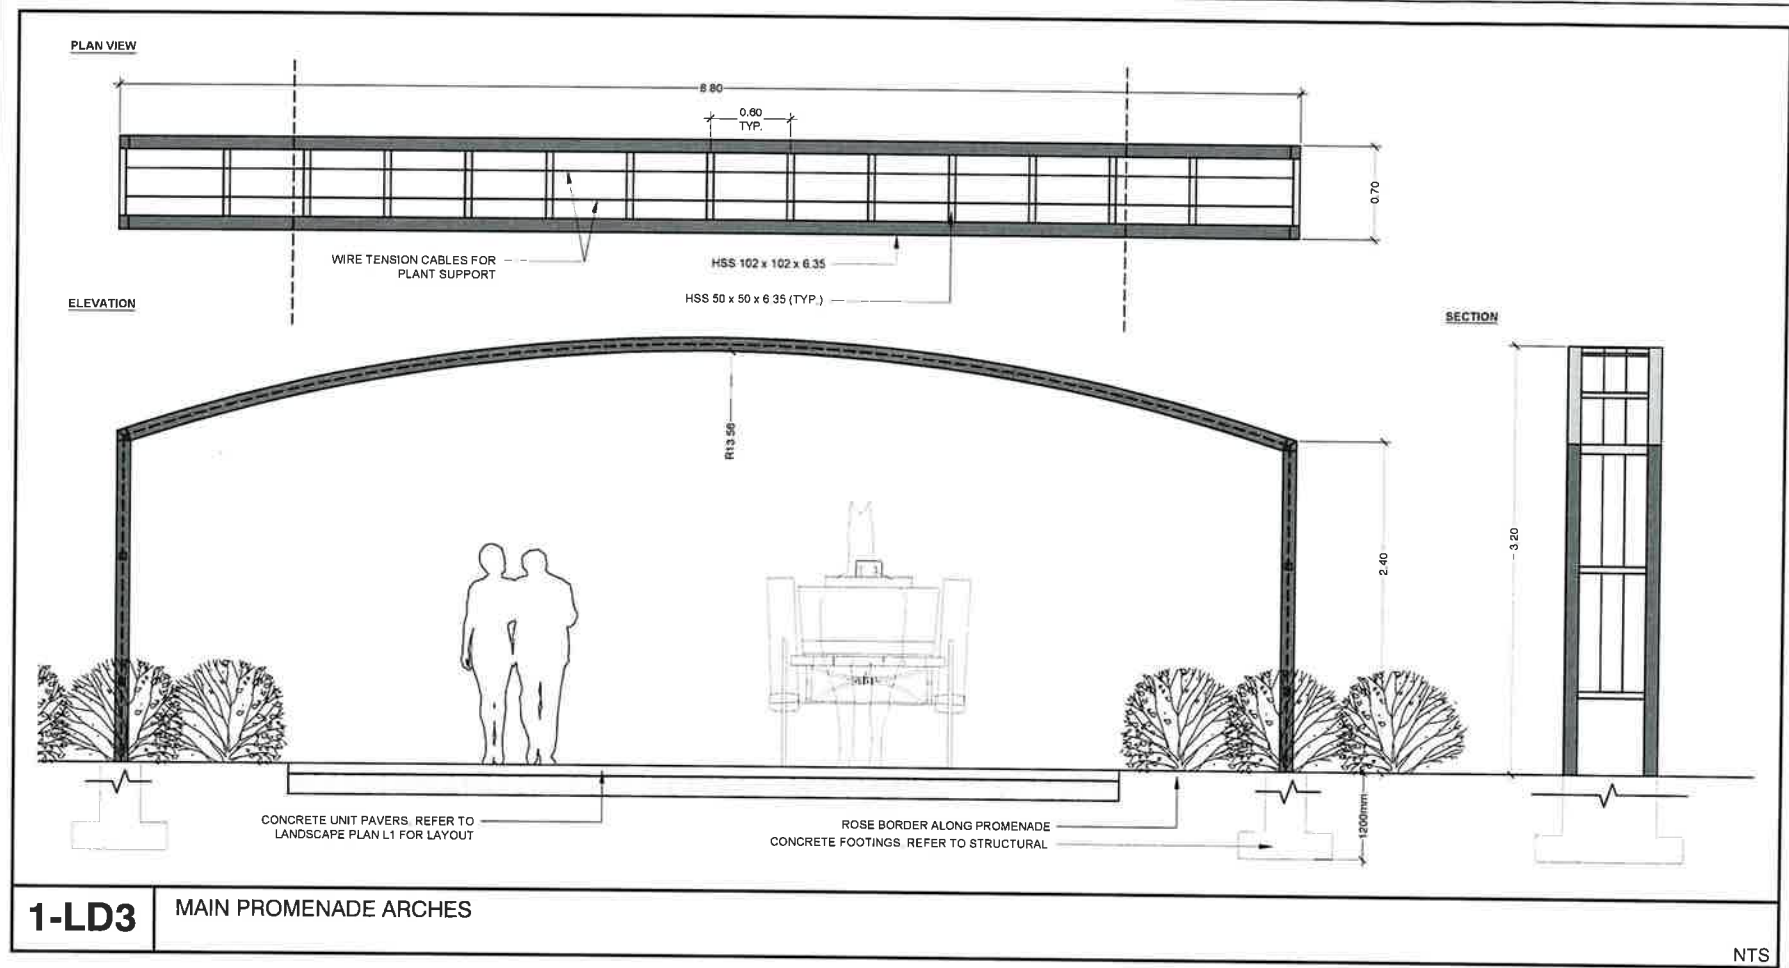 PLAN VIEW
8.80
0.60
TYP.
0.70
WIRE TENSION CABLES FOR
PLANT SUPPORT
HSS 102 x 102 x 6.35
HSS 50 x 50 x 6 35 (TYP.)
ELEVATION
SECTION
R13.56
2.40
3.20
CONCRETE UNIT PAVERS. REFER TO
LANDSCAPE PLAN L1 FOR LAYOUT
ROSE BORDER ALONG PROMENADE
CONCRETE FOOTINGS. REFER TO STRUCTURAL
1200mm
1-LD3
MAIN PROMENADE ARCHES
NTS